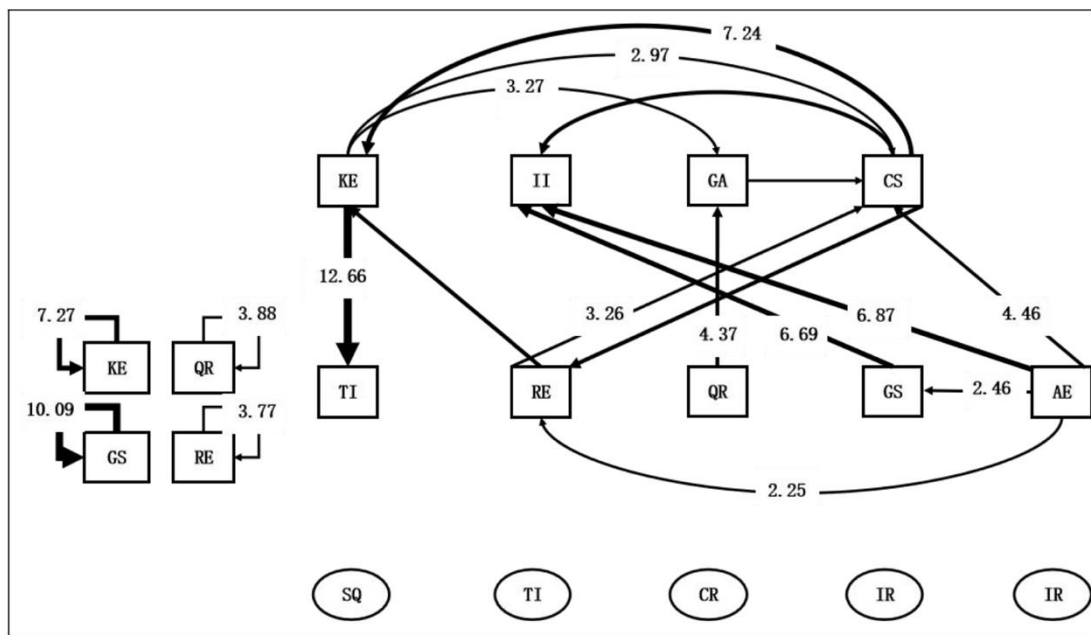 7.24
2.97
3.27
KE
II
GA
CS
12.66
7.27
3.88
3.26
4.37
6.69
6.87
4.46
KE
QR
TI
RE
QR
GS
2.46
AE
10.09
3.77
GS
RE
2.25
SQ
TI
CR
IR
IR